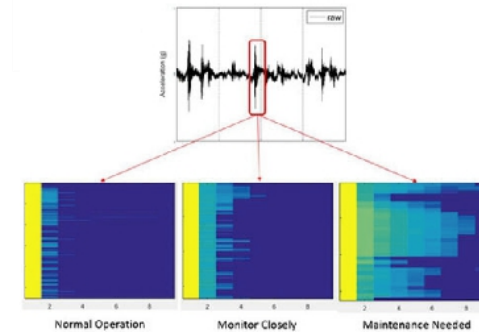 raw
Acceleration (g)
2 4 6 8
2 4 6 8
2 4 6 8
Normal Operation
Monitor Closely
Maintenance Needed